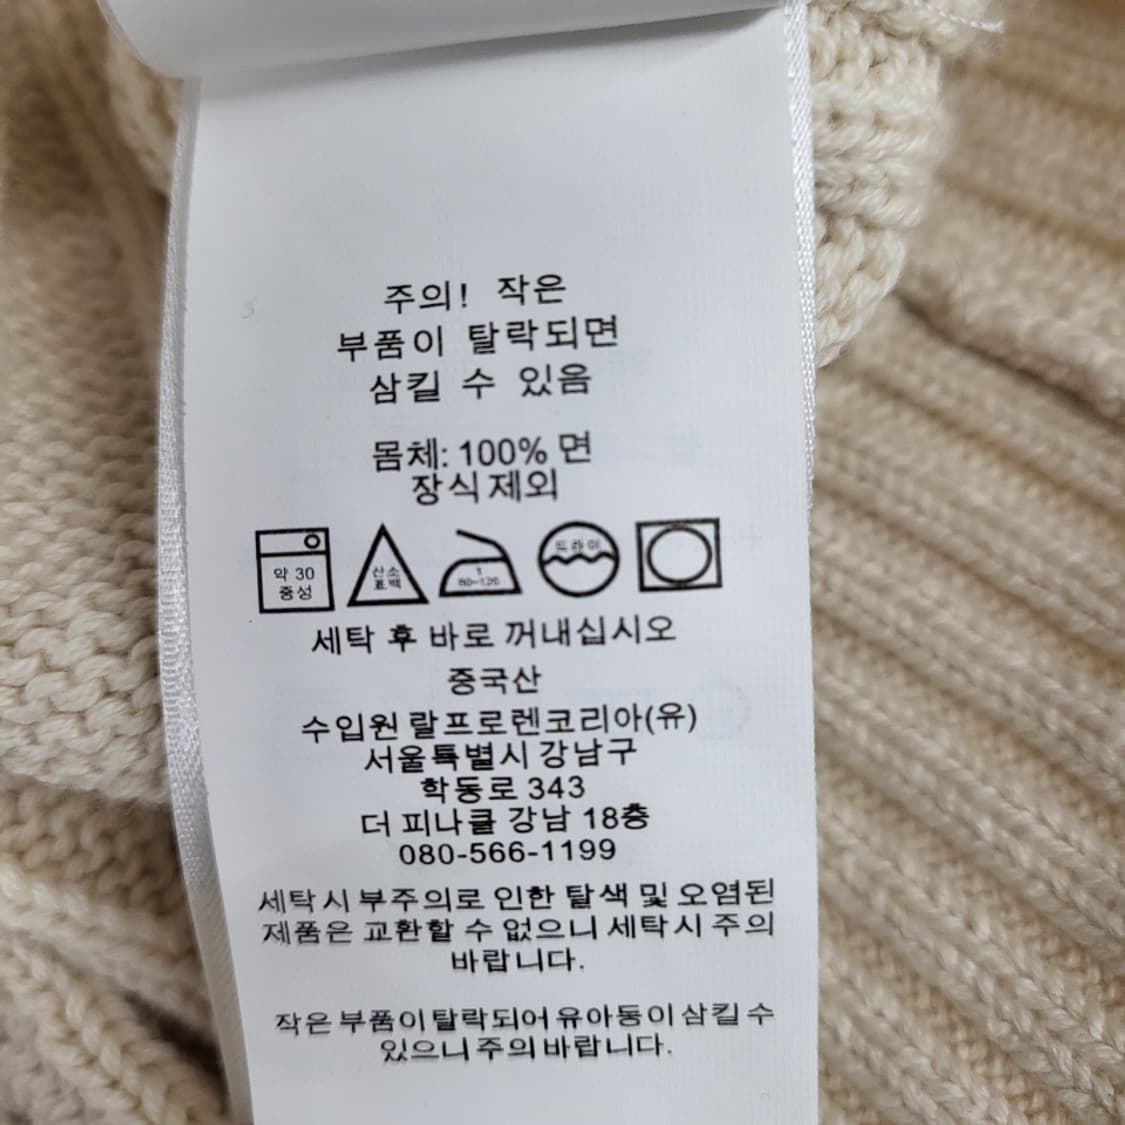 주의! 작은
부품이 탈락되면
삼킬 수 있음
몸체: 100% 면
장식제외
약 30
중성
산소
표백
1
80~120
드라이
세탁 후 바로 꺼내십시오
중국산
수입원 랄프로렌코리아(유)
서울특별시 강남구
학동로 343
더 피나클 강남 18층
080-566-1199
세탁시 부주의로 인한 탈색 및 오염된
제품은 교환할 수 없으니 세탁시 주의
바랍니다.
작은 부품이 탈락되어 유아동이 삼킬 수
있으니 주의 바랍니다.